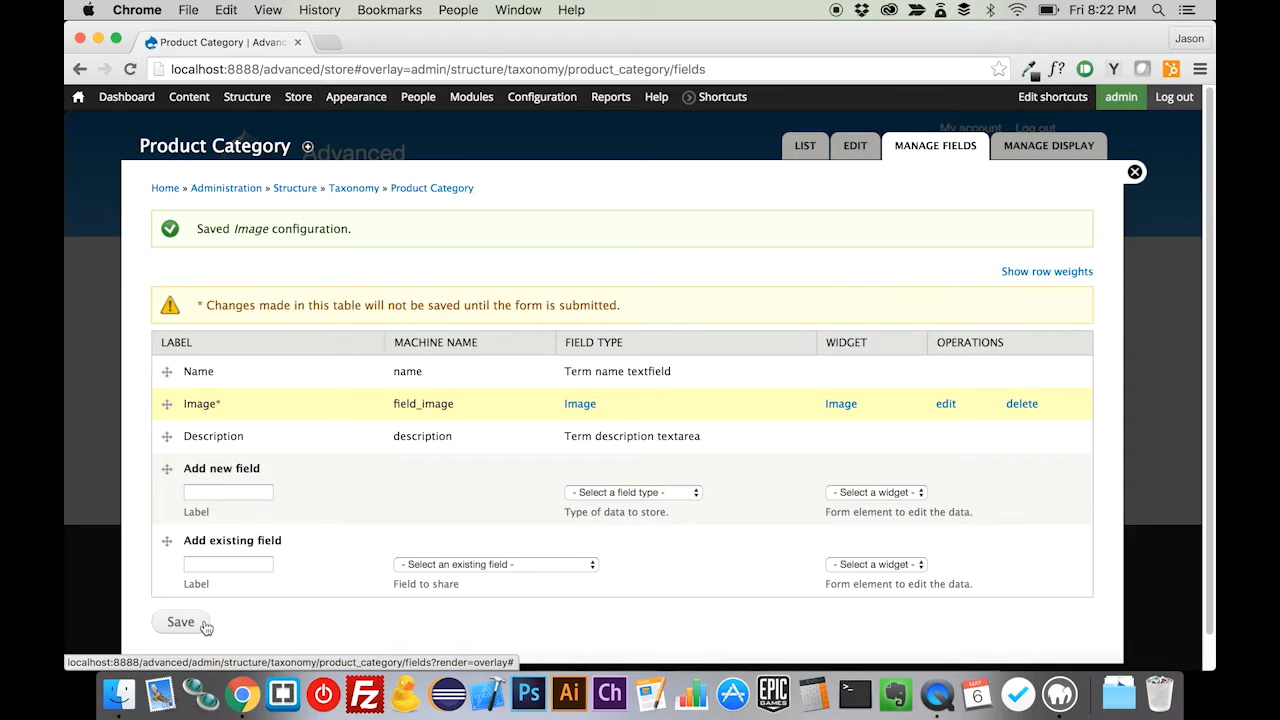 Chrome File Edit View History Bookmarks People Window Help Fri 8:22 PM
Product Category | Advanc Jason
localhost:8888/advanced/store#overlay=admin/structure/taxonomy/product_category/fields
Dashboard Content Structure Store Appearance People Modules Configuration Reports Help Shortcuts Edit shortcuts admin Log out
My account Log out
Product Category Advanced LIST EDIT MANAGE FIELDS MANAGE DISPLAY
Home » Administration » Structure » Taxonomy » Product Category
Saved Image configuration.
Show row weights
* Changes made in this table will not be saved until the form is submitted.
LABEL MACHINE NAME FIELD TYPE WIDGET OPERATIONS
Name name Term name textfield
Image* field_image Image Image edit delete
Description description Term description textarea
Add new field
- Select a field type - - Select a widget -
Label Type of data to store. Form element to edit the data.
Add existing field
- Select an existing field - - Select a widget -
Label Field to share Form element to edit the data.
Save
localhost:8888/advanced/admin/structure/taxonomy/product_category/fields?render=overlay#
Fz Ps Ai Ch EPIC GAMES MAY 6